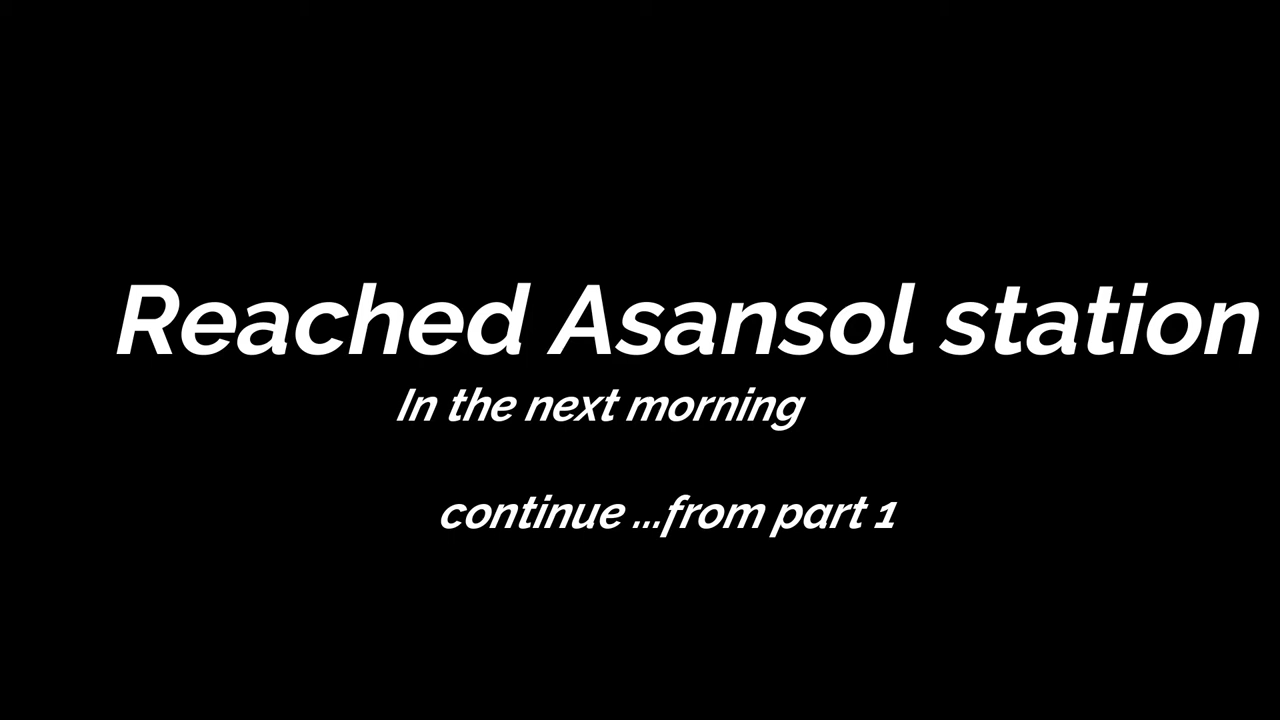 Reached Asansol station
In the next morning
continue ...from part 1